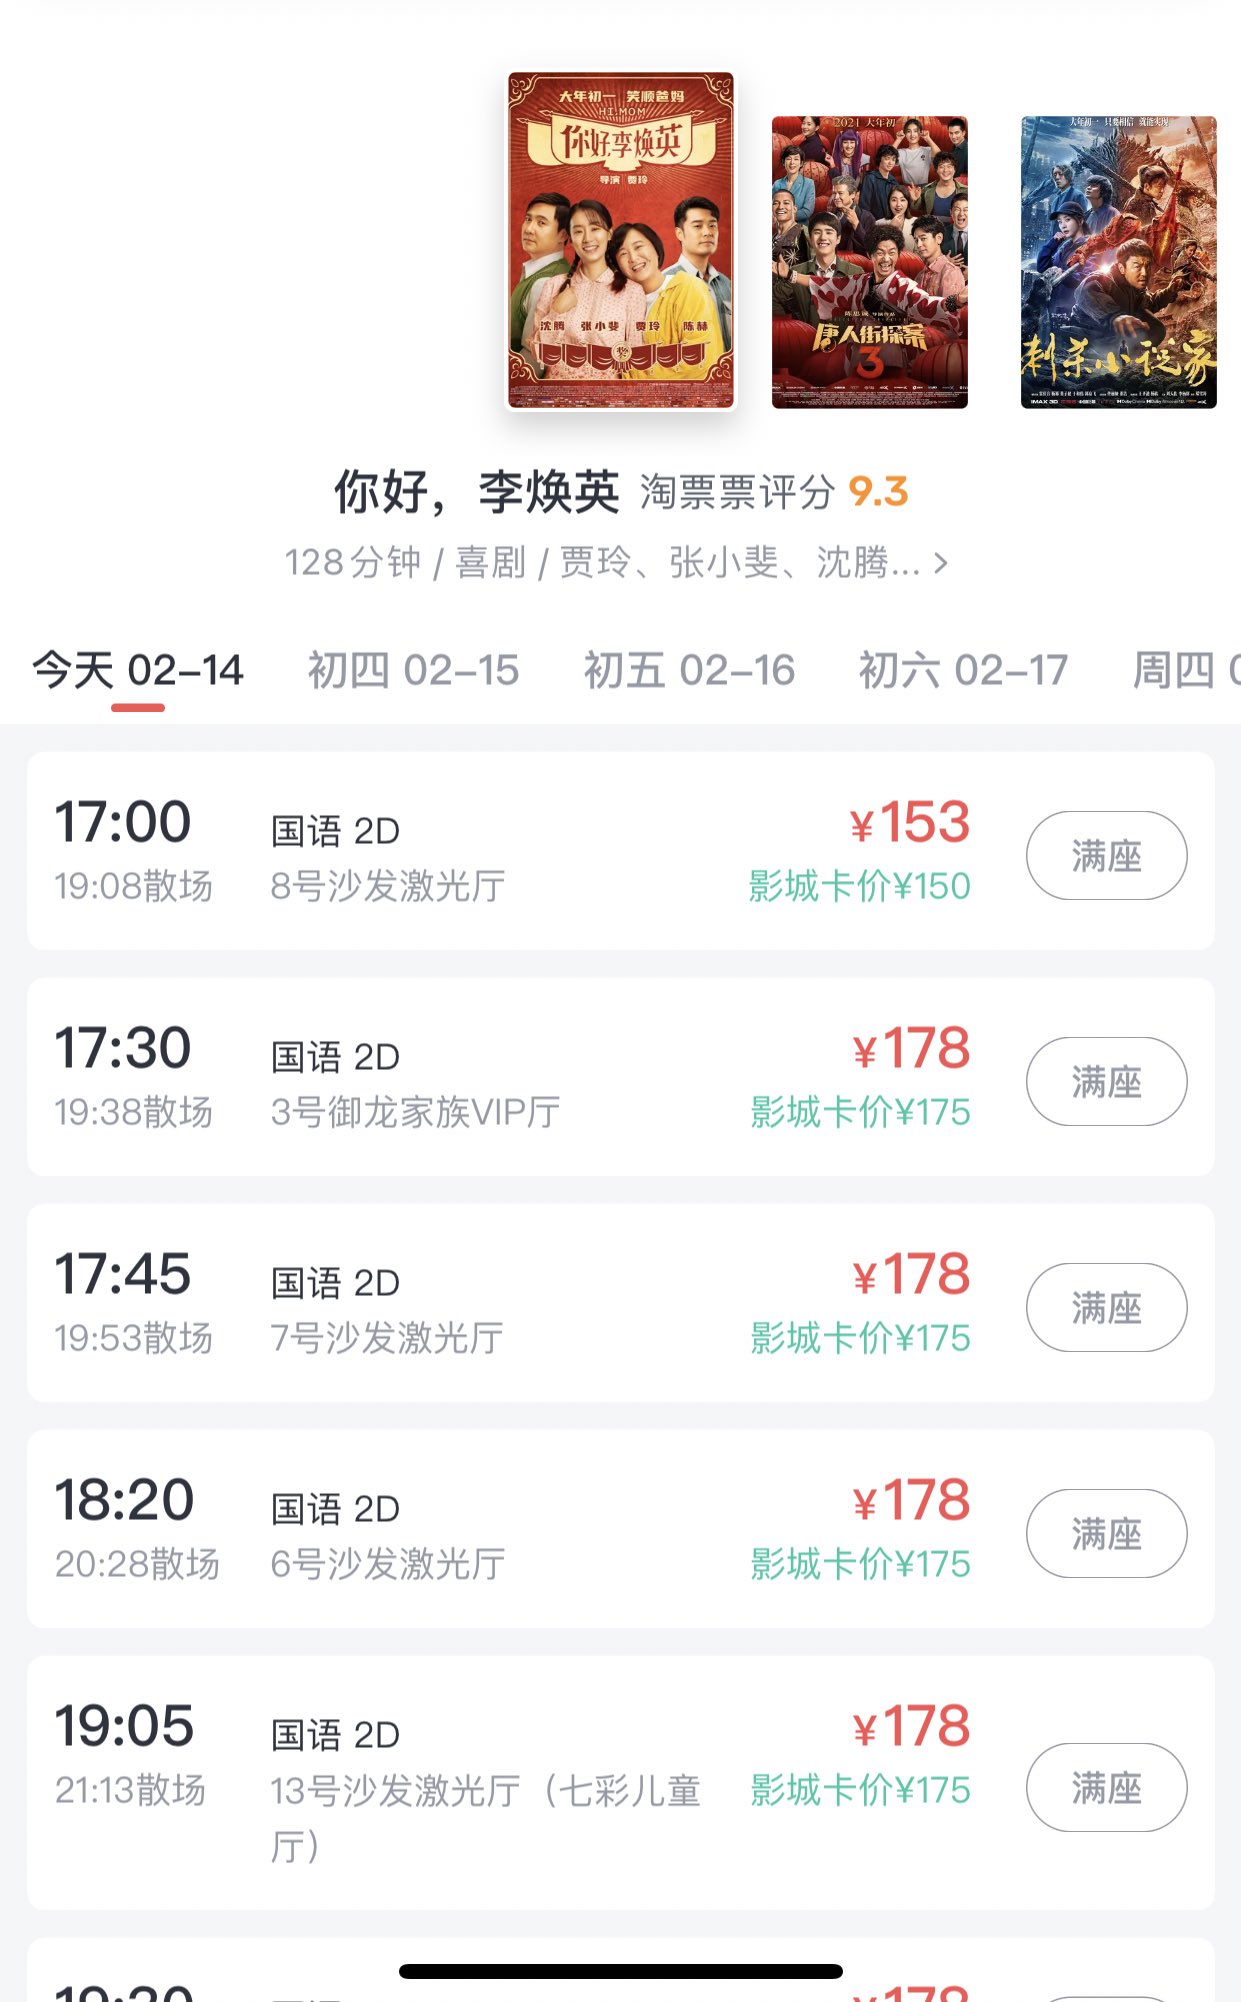 大年初一 笑顺爸妈
HI,MOM
你好,李焕英
导演 贾玲
沈腾 张小斐 贾玲 陈赫
2021 大年初一
唐人街探案
3
大年初一 只要相信 就能实现
刺杀小说家
你好，李焕英 淘票票评分 9.3
128分钟 / 喜剧 / 贾玲、张小斐、沈腾... >
今天 02-14 初四 02-15 初五 02-16 初六 02-17 周四
17:00 国语 2D ¥153 满座
19:08散场 8号沙发激光厅 影城卡价¥150
17:30 国语 2D ¥178 满座
19:38散场 3号御龙家族VIP厅 影城卡价¥175
17:45 国语 2D ¥178 满座
19:53散场 7号沙发激光厅 影城卡价¥175
18:20 国语 2D ¥178 满座
20:28散场 6号沙发激光厅 影城卡价¥175
19:05 国语 2D ¥178 满座
21:13散场 13号沙发激光厅（七彩儿童 影城卡价¥175
厅）
19:30 ¥178